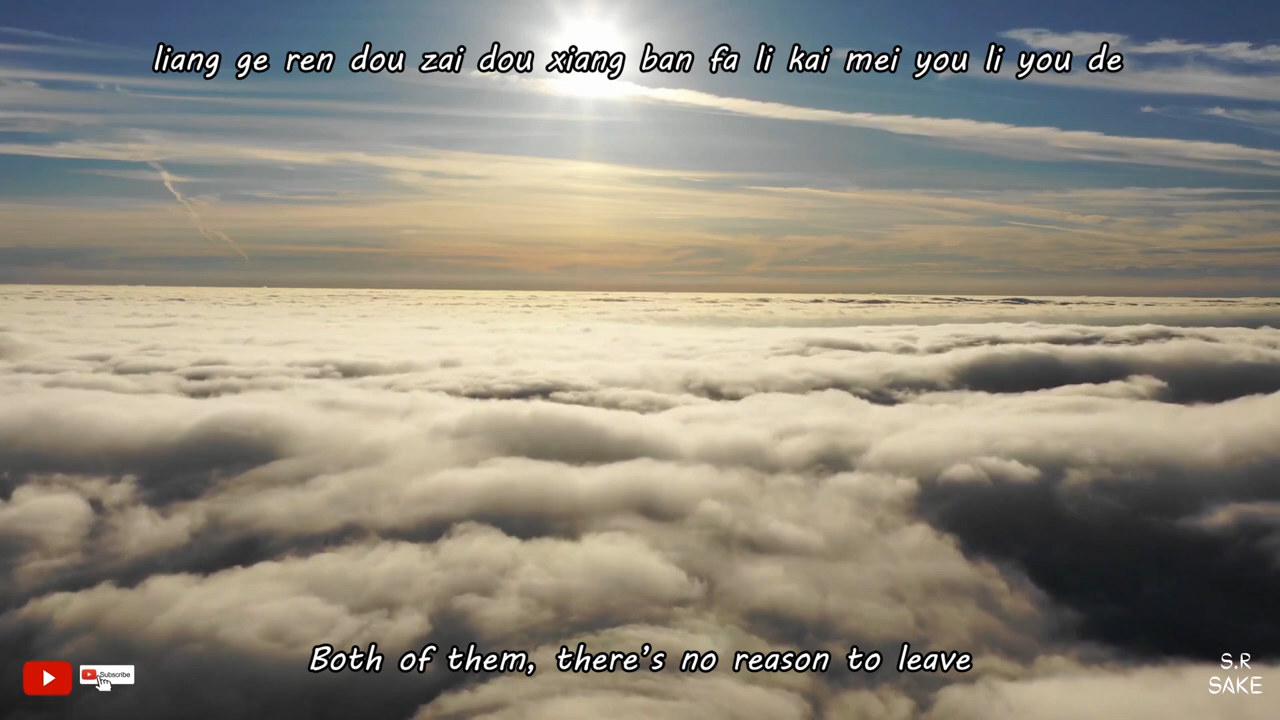 liang ge ren dou zai dou xiang ban fa li kai mei you li you de
Both of them, there's no reason to leave
Subscribe
S.R
SAKE